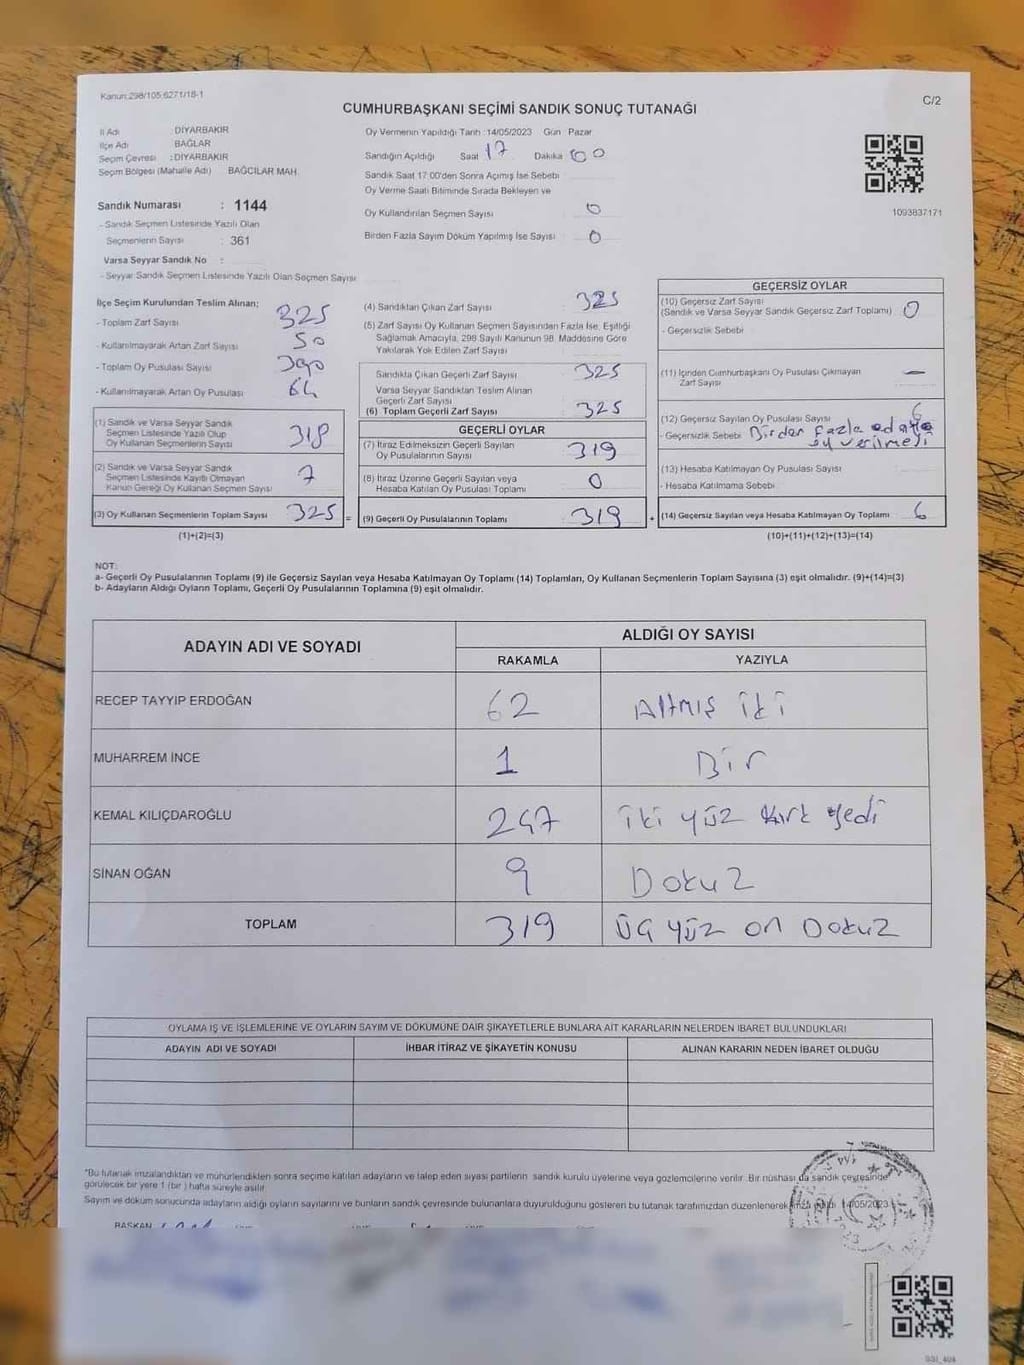 Kanun:298/105;6271/18-1
CUMHURBAŞKANI SEÇİMİ SANDIK SONUÇ TUTANAĞI
C/2
İl Adı : DİYARBAKIR
İlçe Adı : BAĞLAR
Seçim Çevresi : DİYARBAKIR
Seçim Bölgesi (Mahalle Adı) BAĞCILAR MAH.
Sandık Numarası : 1144
- Sandık Seçmen Listesinde Yazılı Olan
Seçmenlerin Sayısı : 361
Varsa Seyyar Sandık No :
- Seyyar Sandık Seçmen Listesinde Yazılı Olan Seçmen Sayısı
Oy Vermenin Yapıldığı Tarih : 14/05/2023 Gün Pazar
Sandığın Açıldığı Saat 17 Dakika 00
Sandık Saat 17:00'den Sonra Açımış İse Sebebi
Oy Verme Saati Bitiminde Sırada Bekleyen ve
Oy Kullandırılan Seçmen Sayısı : 0
Birden Fazla Sayım Döküm Yapılmış İse Sayısı : 0
1093837171
İlçe Seçim Kurulundan Teslim Alınan;
- Toplam Zarf Sayısı 325
- Kullanılmayarak Artan Zarf Sayısı 50
- Toplam Oy Pusulası Sayısı 390
- Kullanılmayarak Artan Oy Pusulası 64
(1) Sandık ve Varsa Seyyar Sandık
Seçmen Listesinde Yazılı Olup
Oy Kullanan Seçmenlerin Sayısı 318
(2) Sandık ve Varsa Seyyar Sandık
Seçmen Listesinde Kayıtlı Olmayan
Kanun Gereği Oy Kullanan Seçmen Sayısı 7
(3) Oy Kullanan Seçmenlerin Toplam Sayısı 325 =
(1)+(2)=(3)
(4) Sandıktan Çıkan Zarf Sayısı : 325
(5) Zarf Sayısı Oy Kullanan Seçmen Sayısından Fazla İse, Eşitliği
Sağlamak Amacıyla, 298 Sayılı Kanunun 98. Maddesine Göre
Yakılarak Yok Edilen Zarf Sayısı
Sandıkta Çıkan Geçerli Zarf Sayısı : 325
Varsa Seyyar Sandıktan Teslim Alınan
Geçerli Zarf Sayısı
(6) Toplam Geçerli Zarf Sayısı : 325
GEÇERLİ OYLAR
(7) İtiraz Edilmeksizin Geçerli Sayılan
Oy Pusulalarının Sayısı : 319
(8) İtiraz Üzerine Geçerli Sayılan veya
Hesaba Katılan Oy Pusulası Toplamı : 0
(9) Geçerli Oy Pusulalarının Toplamı : 319 +
GEÇERSİZ OYLAR
(10) Geçersiz Zarf Sayısı
(Sandık ve Varsa Seyyar Sandık Geçersiz Zarf Toplamı) 0
- Geçersizlik Sebebi
(11) İçinden Cumhurbaşkanı Oy Pusulası Çıkmayan
Zarf Sayısı —
(12) Geçersiz Sayılan Oy Pusulası Sayısı 6
- Geçersizlik Sebebi Birden fazla adaya
oy verilmeyi
(13) Hesaba Katılmayan Oy Pusulası Sayısı
- Hesaba Katılmama Sebebi
(14) Geçersiz Sayılan veya Hesaba Katılmayan Oy Toplamı : 6
(10)+(11)+(12)+(13)=(14)
NOT:
a- Geçerli Oy Pusulalarının Toplamı (9) ile Geçersiz Sayılan veya Hesaba Katılmayan Oy Toplamı (14) Toplamları, Oy Kullanan Seçmenlerin Toplam Sayısına (3) eşit olmalıdır. (9)+(14)=(3)
b- Adayların Aldığı Oyların Toplamı, Geçerli Oy Pusulalarının Toplamına (9) eşit olmalıdır.
ADAYIN ADI VE SOYADI ALDIĞI OY SAYISI
RAKAMLA YAZIYLA
RECEP TAYYIP ERDOĞAN 62 Altmış iki
MUHARREM İNCE 1 Bir
KEMAL KILIÇDAROĞLU 247 iki yüz kırk yedi
SİNAN OĞAN 9 Dokuz
TOPLAM 319 üç yüz on Dokuz
OYLAMA İŞ VE İŞLEMLERİNE VE OYLARIN SAYIM VE DÖKÜMÜNE DAİR ŞİKAYETLERLE BUNLARA AİT KARARLARIN NELERDEN İBARET BULUNDUKLARI
ADAYIN ADI VE SOYADI İHBAR İTİRAZ VE ŞİKAYETİN KONUSU ALINAN KARARIN NEDEN İBARET OLDUĞU
"Bu tutanak imzalandıktan ve mühürlendikten sonra seçime katılan adayların ve talep eden siyasi partilerin sandık kurulu üyelerine veya gözlemcilerine verilir. Bir nüshası da sandık çevresinde
görülecek bir yere 1 (bir) hafta süreyle asılır.
Sayım ve döküm sonucunda adayların aldığı oyların sayılarını ve bunların sandık çevresinde bulunanlara duyurulduğunu gösteren bu tutanak tarafımızdan düzenlenerek imza 14/05/2023
BAŞKAN